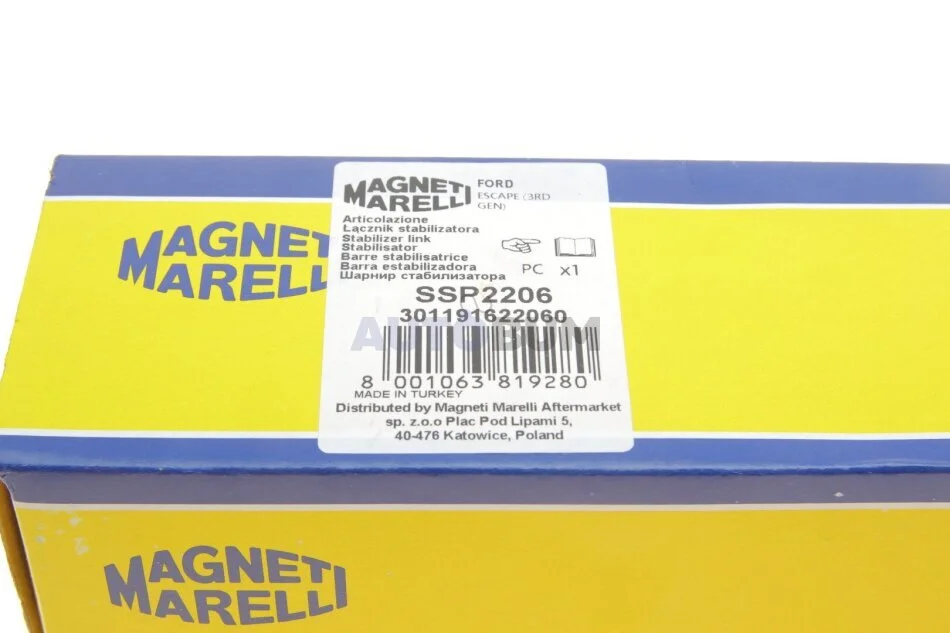 MAGNETI
MARELLI
MAGNETI
MARELLI
FORD
ESCAPE (3RD
GEN)
Articolazione
Łącznik stabilizatora
Stabilizer link
Stabilisator
Barre stabilisatrice
Barra estabilizadora
Шарнир стабилизатора
PC x1
SSP2206
301191622060
AUTOBUM
8 001063 819280
MADE IN TURKEY
Distributed by Magneti Marelli Aftermarket
sp. z.o.o Plac Pod Lipami 5,
40-476 Katowice, Poland
MAGNETI
MARELLI